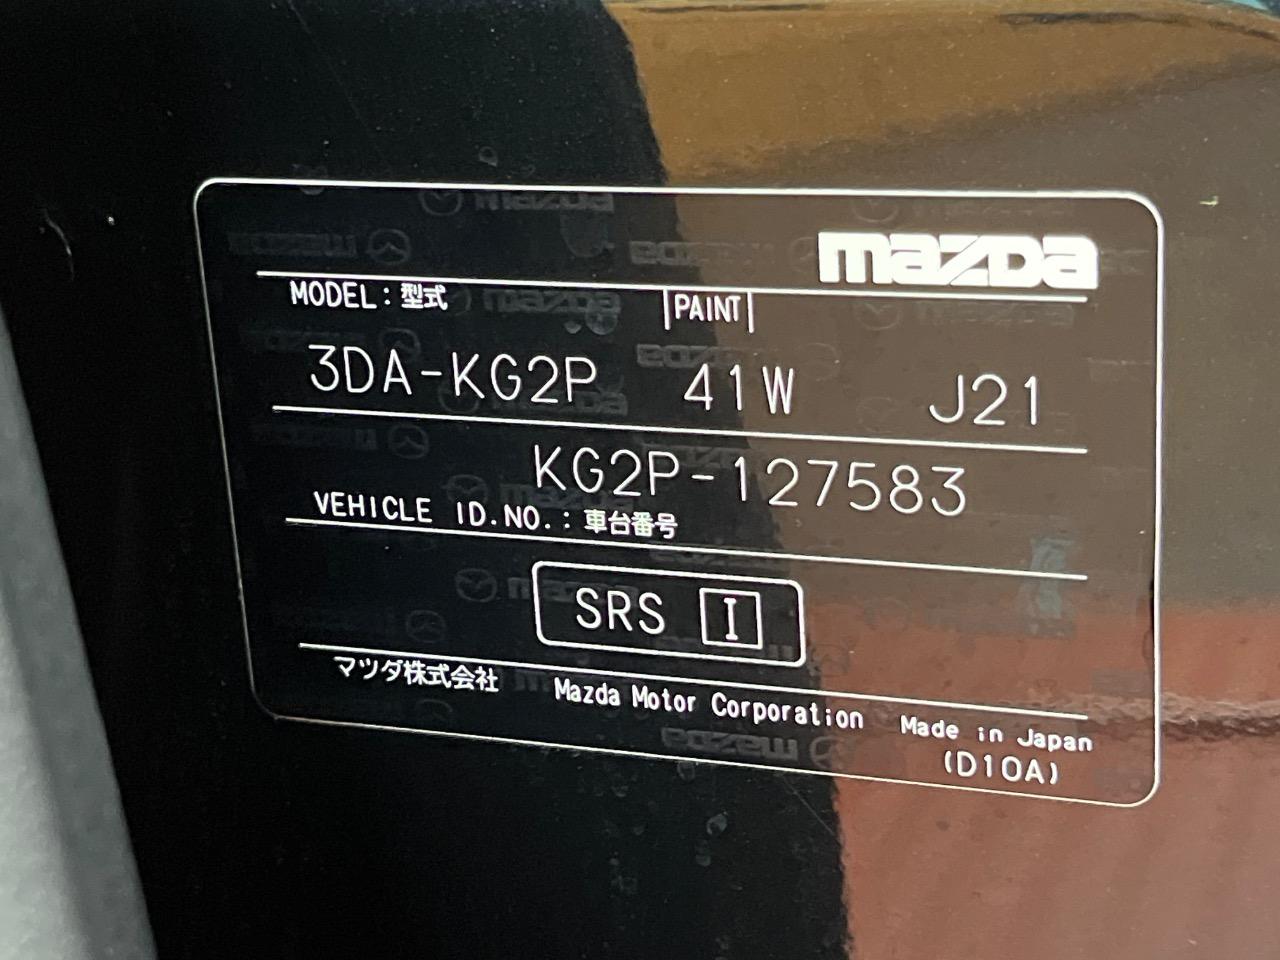 mazda
MODEL:型式 PAINT
3DA-KG2P 41W J21
KG2P-127583
VEHICLE ID.NO.:車台番号
SRS I
マツダ株式会社 Mazda Motor Corporation Made in Japan
(D10A)